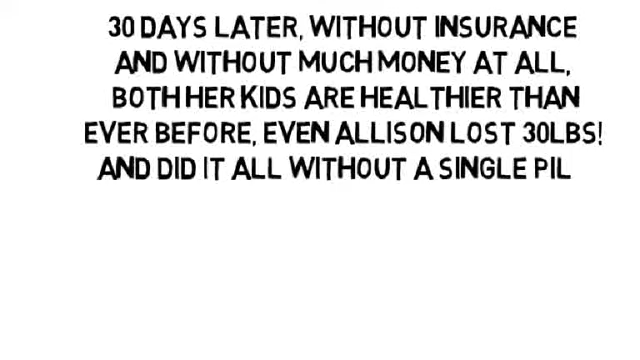 30 DAYS LATER, WITHOUT INSURANCE
AND WITHOUT MUCH MONEY AT ALL,
BOTH HER KIDS ARE HEALTHIER THAN
EVER BEFORE, EVEN ALLISON LOST 30LBS!
AND DID IT ALL WITHOUT A SINGLE PIL